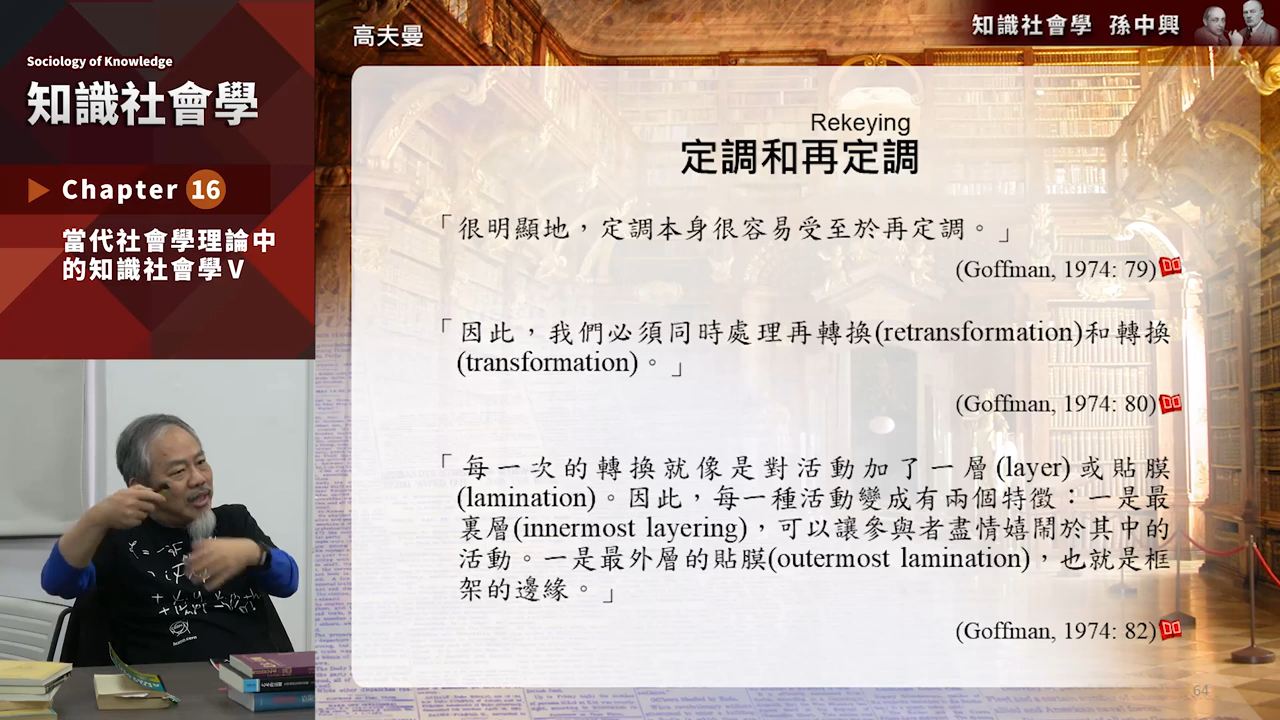 Sociology of Knowledge
知識社會學
Chapter 16
當代社會學理論中
的知識社會學 V
高夫曼
知識社會學 孫中興
Rekeying
定調和再定調
「很明顯地，定調本身很容易受至於再定調。」
(Goffman, 1974: 79)
「因此，我們必須同時處理再轉換(retransformation)和轉換
(transformation)。」
(Goffman, 1974: 80)
「每一次的轉換就像是對活動加了一層(layer)或貼膜
(lamination)。因此，每一種活動變成有兩個特徵：一是最
裏層(innermost layering)，可以讓參與者盡情嬉鬧於其中的
活動。一是最外層的貼膜(outermost lamination)，也就是框
架的邊緣。」
(Goffman, 1974: 82)
64